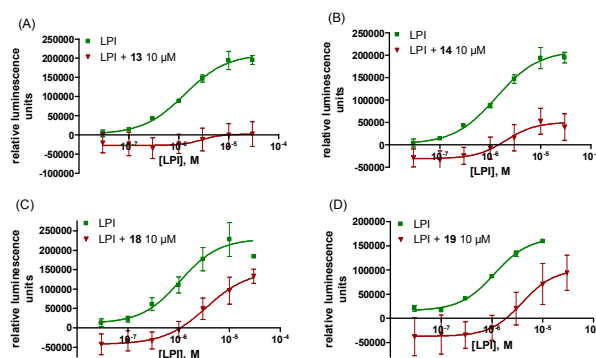 (A)
LPI
LPI + 13 10 µM
relative luminescence
units
250000
200000
150000
100000
50000
0
-50000
-100000
10⁻⁷
10⁻⁶
10⁻⁵
10⁻⁴
[LPI], M
(B)
LPI
LPI + 14 10 µM
relative luminescence
units
250000
200000
150000
100000
50000
0
-50000
10⁻⁷
10⁻⁶
10⁻⁵
[LPI], M
(C)
LPI
LPI + 18 10 µM
relative luminescence
units
300000
250000
200000
150000
100000
50000
0
-50000
10⁻⁷
10⁻⁶
10⁻⁵
10⁻⁴
[LPI], M
(D)
LPI
LPI + 19 10 µM
relative luminescence
units
200000
150000
100000
50000
0
-50000
10⁻⁷
10⁻⁶
10⁻⁵
[LPI], M